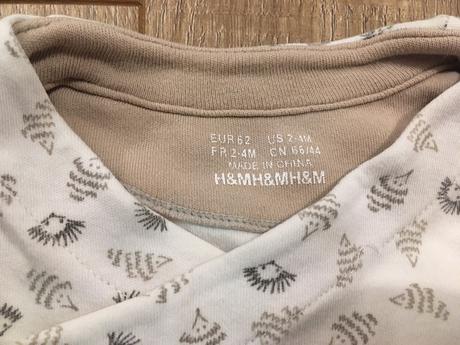 EUR 62 US 2-4M
FR 2-4M CN 66/44
MADE IN CHINA
H&MH&MH&M